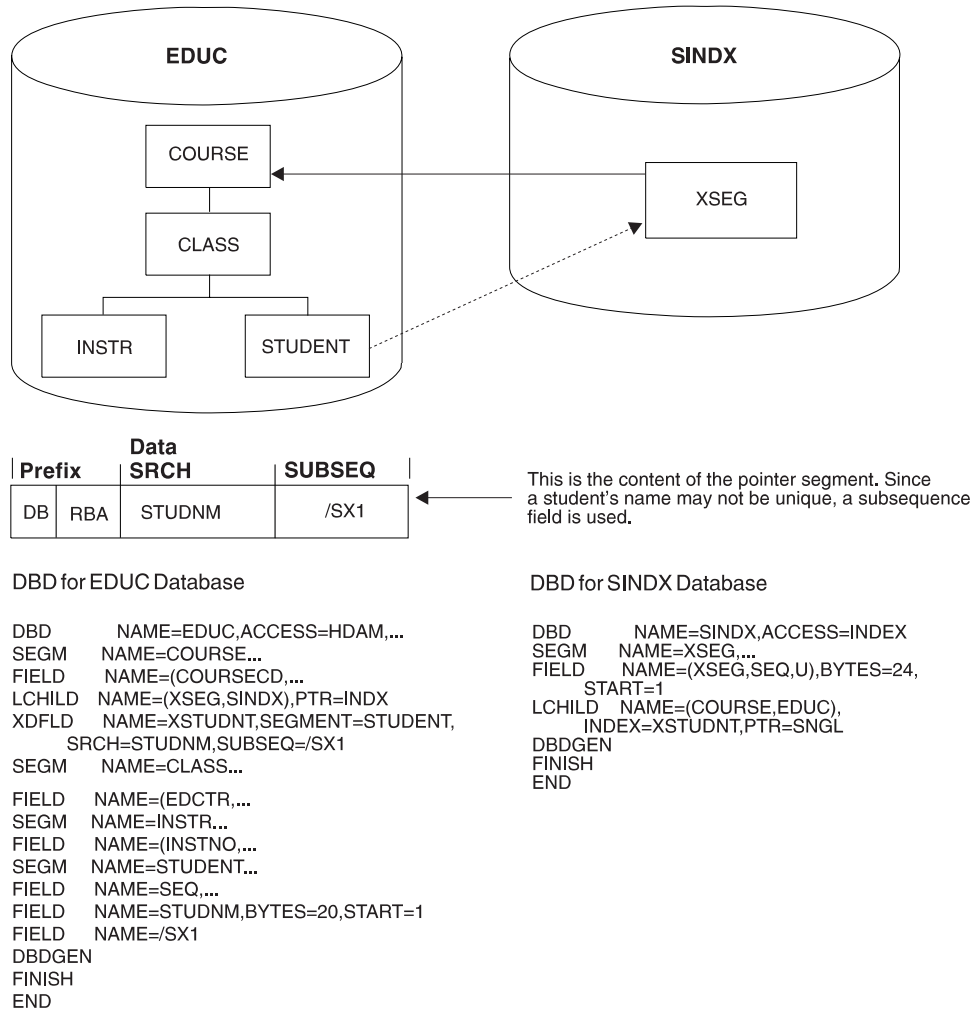 EDUC
SINDX
COURSE
XSEG
CLASS
INSTR
STUDENT
Data
Prefix
SRCH
SUBSEQ
DB
RBA
STUDNM
/SX1
This is the content of the pointer segment. Since
a student's name may not be unique, a subsequence
field is used.
DBD for EDUC Database
DBD NAME=EDUC,ACCESS=HDAM,...
SEGM NAME=COURSE...
FIELD NAME=(COURSECD,...
LCHILD NAME=(XSEG,SINDX),PTR=INDX
XDFLD NAME=XSTUDNT,SEGMENT=STUDENT,
SRCH=STUDNM,SUBSEQ=/SX1
SEGM NAME=CLASS...
FIELD NAME=(EDCTR,...
SEGM NAME=INSTR...
FIELD NAME=(INSTNO,...
SEGM NAME=STUDENT...
FIELD NAME=SEQ,...
FIELD NAME=STUDNM,BYTES=20,START=1
FIELD NAME=/SX1
DBDGEN
FINISH
END
DBD for SINDX Database
DBD NAME=SINDX,ACCESS=INDEX
SEGM NAME=XSEG,...
FIELD NAME=(XSEG,SEQ,U),BYTES=24,
START=1
LCHILD NAME=(COURSE,EDUC),
INDEX=XSTUDNT,PTR=SNGL
DBDGEN
FINISH
END